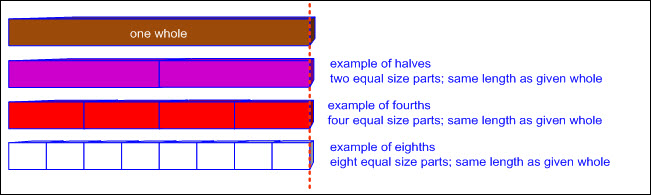 one whole
example of halves
two equal size parts; same length as given whole
example of fourths
four equal size parts; same length as given whole
example of eighths
eight equal size parts; same length as given whole